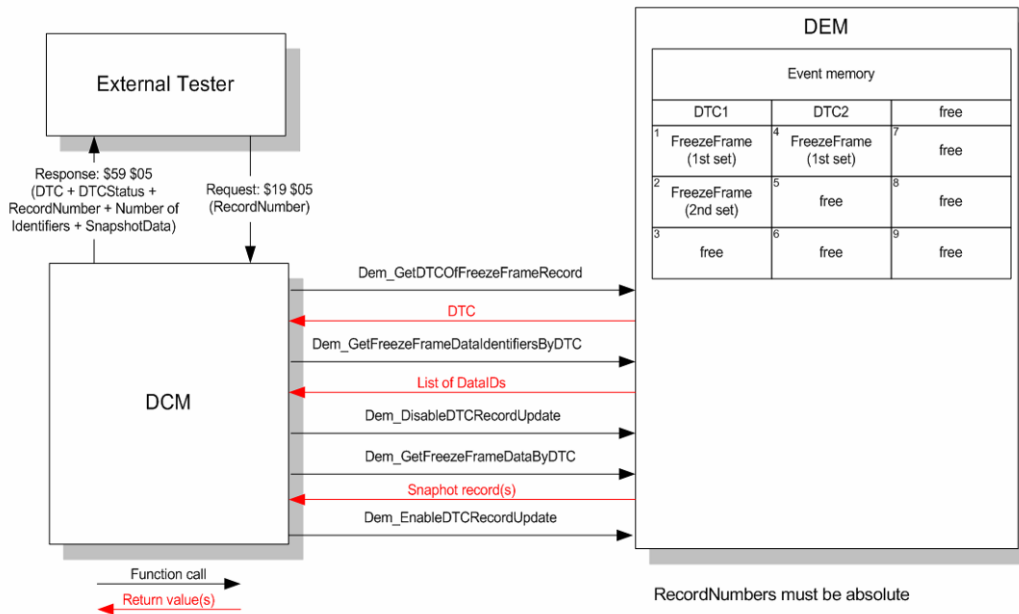 External Tester
Response: $59 $05
(DTC + DTCStatus +
RecordNumber + Number of
Identifiers + SnapshotData)
Request: $19 $05
(RecordNumber)
DCM
Dem_GetDTCOfFreezeFrameRecord
DTC
Dem_GetFreezeFrameDataIdentifiersByDTC
List of DataIDs
Dem_DisableDTCRecordUpdate
Dem_GetFreezeFrameDataByDTC
Snaphot record(s)
Dem_EnableDTCRecordUpdate
Function call
Return value(s)
DEM
Event memory
DTC1 DTC2 free
1 FreezeFrame 4 FreezeFrame 7
(1st set) (1st set) free
2 FreezeFrame 5 8
(2nd set) free free
3 6 9
free free free
RecordNumbers must be absolute